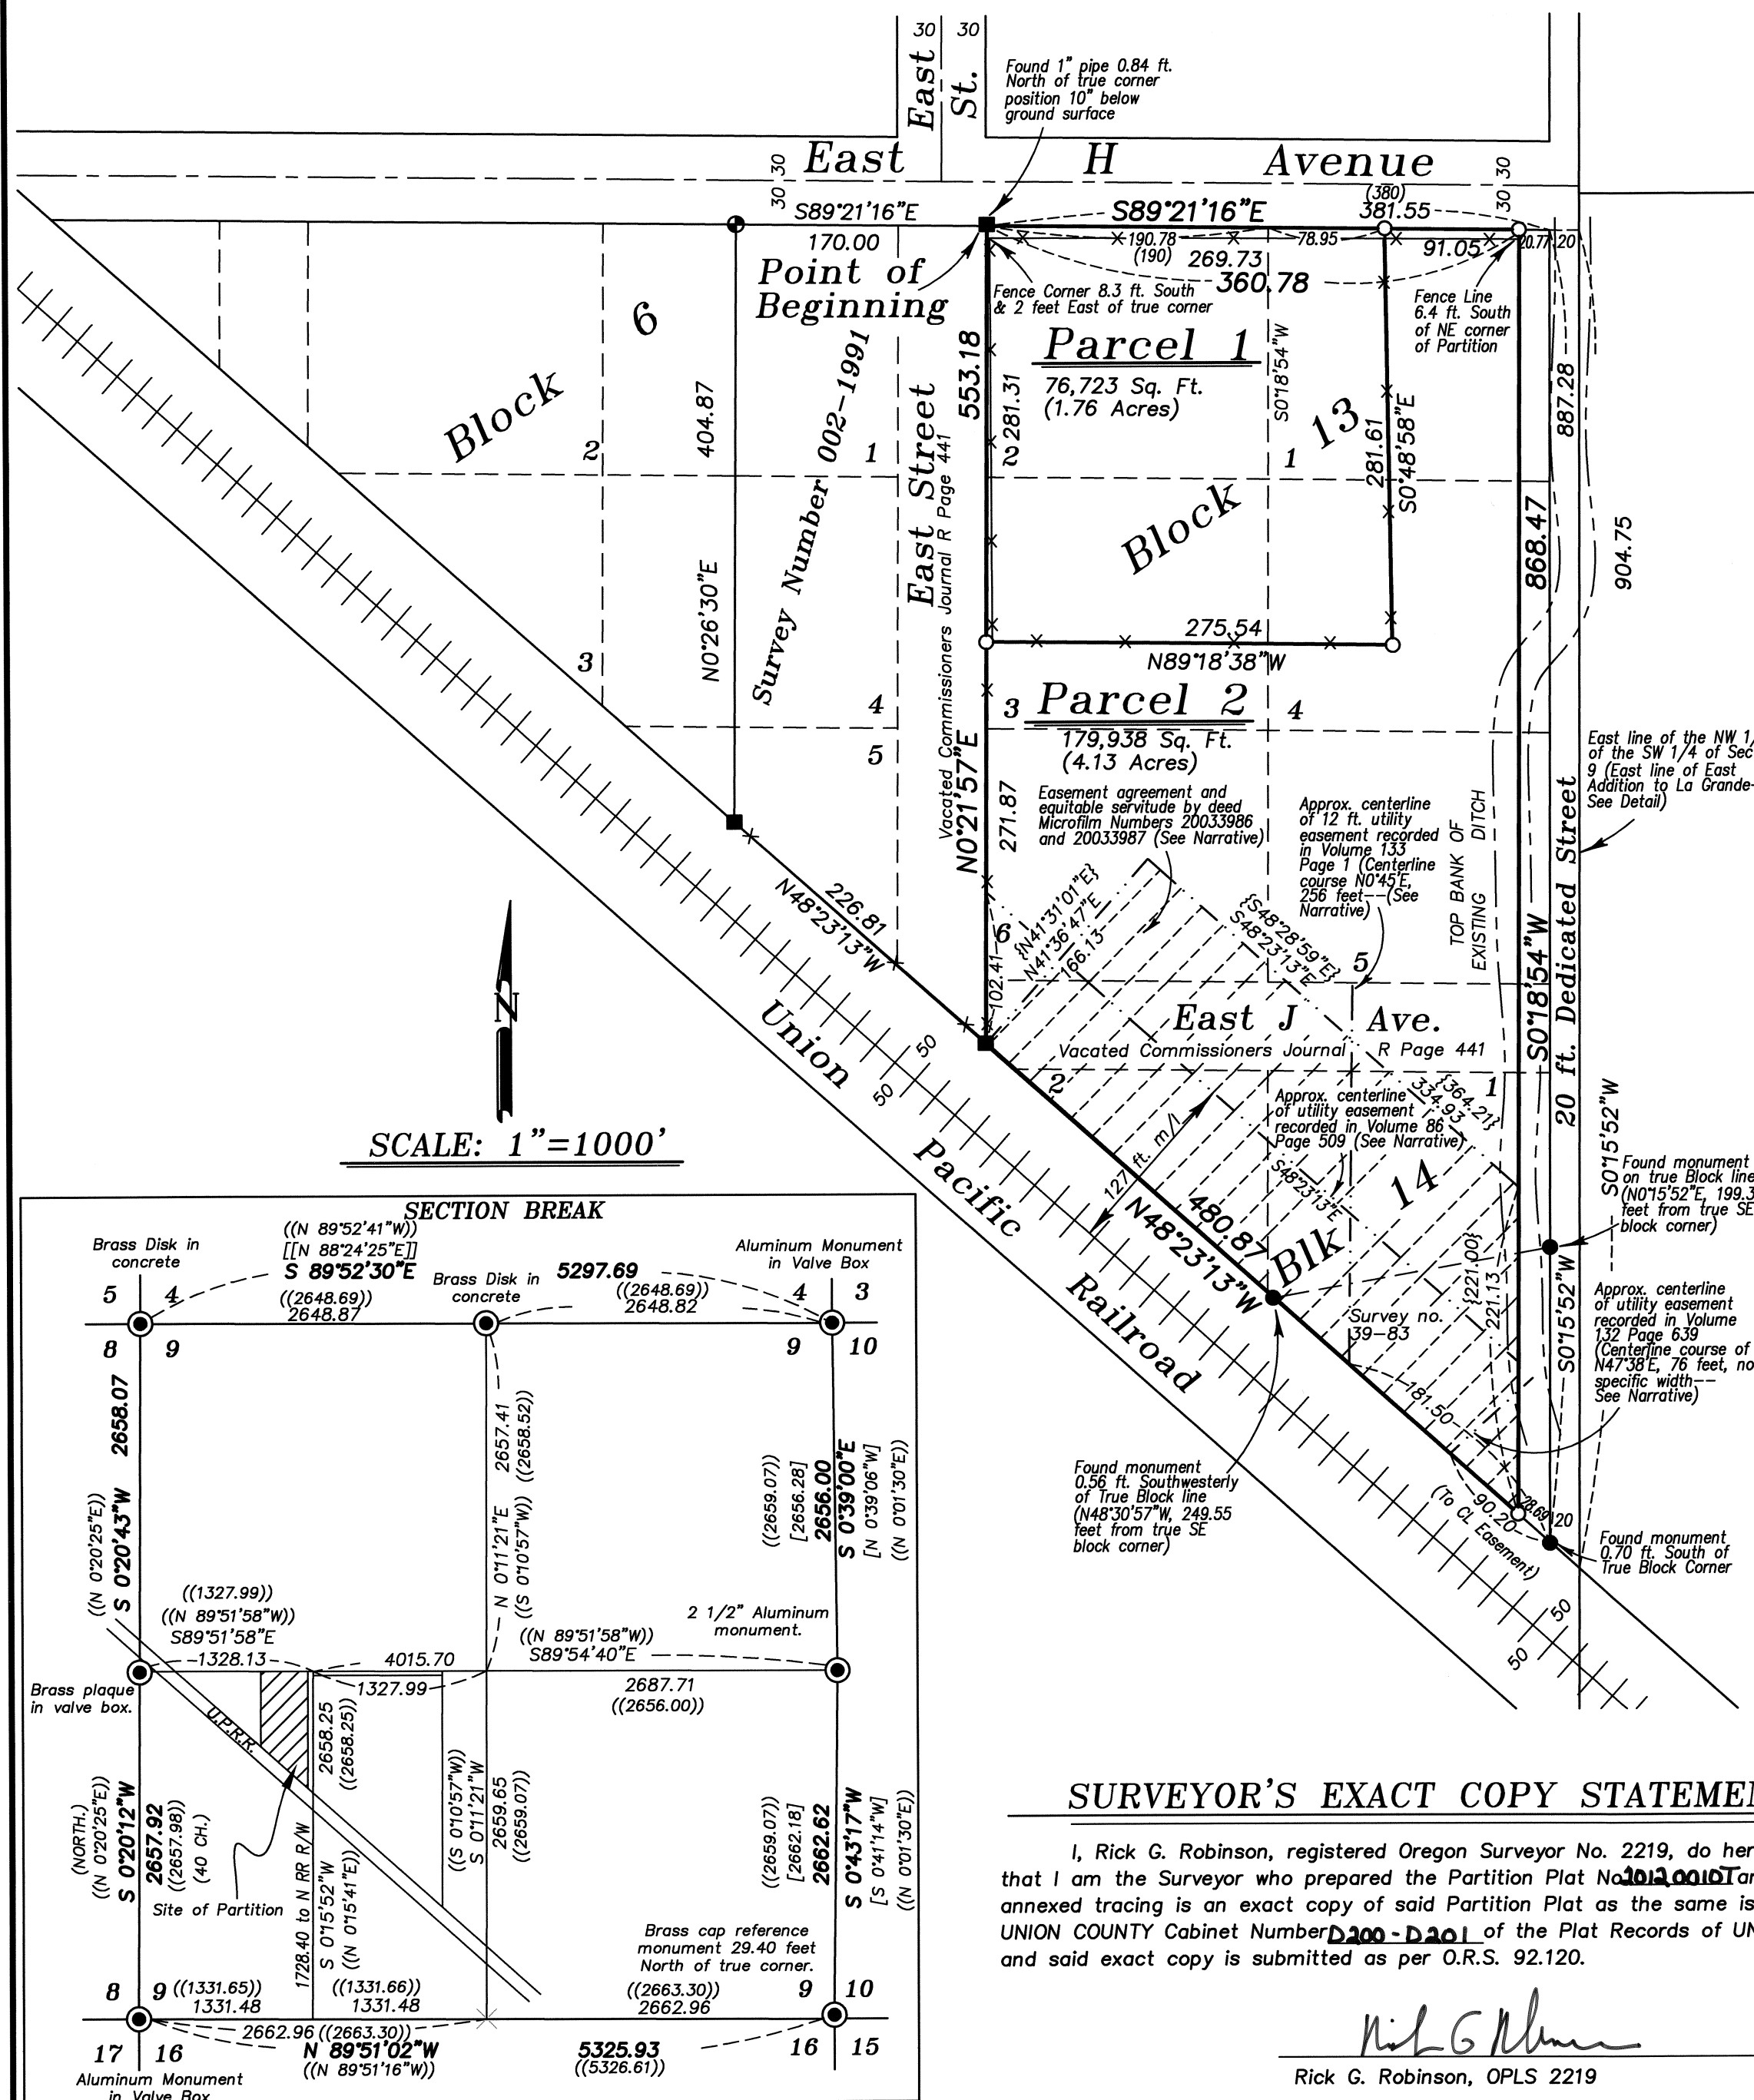 30
30
East
St.
Found 1" pipe 0.84 ft.
North of true corner
position 10" below
ground surface
East H Avenue
30 30
30 30
30 30
(380)
S89°21'16"E
170.00
S89°21'16"E
381.55
190.78
(190)
78.95
269.73
91.05
20.77
20
360.78
Point of
Beginning
Fence Corner 8.3 ft. South
& 2 feet East of true corner
Fence Line
6.4 ft. South
of NE corner
of Partition
Block 6
2
1
3
4
5
404.87
N0°26'30"E
Survey Number 002-1991
East Street
Vacated Commissioners Journal R Page 441
553.18
281.31
N0°21'57"E
271.87
102.41
Parcel 1
76,723 Sq. Ft.
(1.76 Acres)
S0°18'54"W
2
1
Block 13
281.61
S0°48'58"E
887.28
868.47
904.75
275.54
N89°18'38"W
3
Parcel 2
4
179,938 Sq. Ft.
(4.13 Acres)
Easement agreement and
equitable servitude by deed
Microfilm Numbers 20033986
and 20033987 (See Narrative)
Approx. centerline
of 12 ft. utility
easement recorded
in Volume 133
Page 1 (Centerline
course N0°45'E,
256 feet--(See
Narrative)
TOP BANK OF
EXISTING DITCH
East line of the NW 1/
of the SW 1/4 of Sec
9 (East line of East
Addition to La Grande-
See Detail)
20 ft. Dedicated Street
S0°18'54"W
226.81
N48°23'13"W
6
{N41°31'01"E}
N41°36'47"E
166.13
{S48°28'59"E}
S48°23'13"E
5
East J Ave.
Vacated Commissioners Journal R Page 441
2
1
{364.21}
334.93
Approx. centerline
of utility easement
recorded in Volume 86
Page 509 (See Narrative)
127 ft. m/l
S48°23'13"E
Blk 14
480.87
N48°23'13"W
{221.00}
221.13
S0°15'52"W
S0°15'52"W
Found monument
on true Block line
(N0°15'52"E, 199.3
feet from true SE
block corner)
Survey no.
39-83
181.50
Approx. centerline
of utility easement
recorded in Volume
132 Page 639
(Centerline course of
N47°38'E, 76 feet, no
specific width--
See Narrative)
Found monument
0.56 ft. Southwesterly
of True Block line
(N48°30'57"W, 249.55
feet from true SE
block corner)
90.20
(To CL Easement)
28.69
20
Found monument
0.70 ft. South of
True Block Corner
Union Pacific Railroad
50
50
50
50
N
SCALE: 1"=1000'
SECTION BREAK
((N 89°52'41"W))
[[N 88°24'25"E]]
S 89°52'30"E
5297.69
Brass Disk in
concrete
Brass Disk in
concrete
Aluminum Monument
in Valve Box
((2648.69))
2648.87
((2648.69))
2648.82
5 4
8 9
4 3
9 10
2658.07
S 0°20'43"W
((N 0°20'25"E))
2657.41
((2658.52))
N 0°11'21"E
((S 0°10'57"W))
((2659.07))
[2656.28]
2656.00
S 0°39'00"E
[N 0°39'06"W]
((N 0°01'30"E))
((1327.99))
((N 89°51'58"W))
S89°51'58"E
1328.13
4015.70
1327.99
((N 89°51'58"W))
S89°54'40"E
2 1/2" Aluminum
monument.
2687.71
((2656.00))
Brass plaque
in valve box.
U.P.R.R.
2658.25
((2658.25))
(NORTH.)
((N 0°20'25"E))
S 0°20'12"W
2657.92
((2657.98))
(40 CH.)
Site of Partition
1728.40 to N RR R/W
S 0°15'52"W
((N 0°15'41"E))
((S 0°10'57"W))
S 0°11'21"W
2659.65
((2659.07))
((2659.07))
[2662.18]
2662.62
S 0°43'17"W
[S 0°41'14"W]
((N 0°01'30"E))
Brass cap reference
monument 29.40 feet
North of true corner.
8 9
((1331.65))
1331.48
((1331.66))
1331.48
((2663.30))
2662.96
9 10
2662.96 ((2663.30))
N 89°51'02"W
((N 89°51'16"W))
5325.93
((5326.61))
17 16
16 15
Aluminum Monument
in Valve Box
SURVEYOR'S EXACT COPY STATEME
I, Rick G. Robinson, registered Oregon Surveyor No. 2219, do her
that I am the Surveyor who prepared the Partition Plat No. 20120010T an
annexed tracing is an exact copy of said Partition Plat as the same is
UNION COUNTY Cabinet Number D200-D201 of the Plat Records of UN
and said exact copy is submitted as per O.R.S. 92.120.
Rick G. Robinson, OPLS 2219